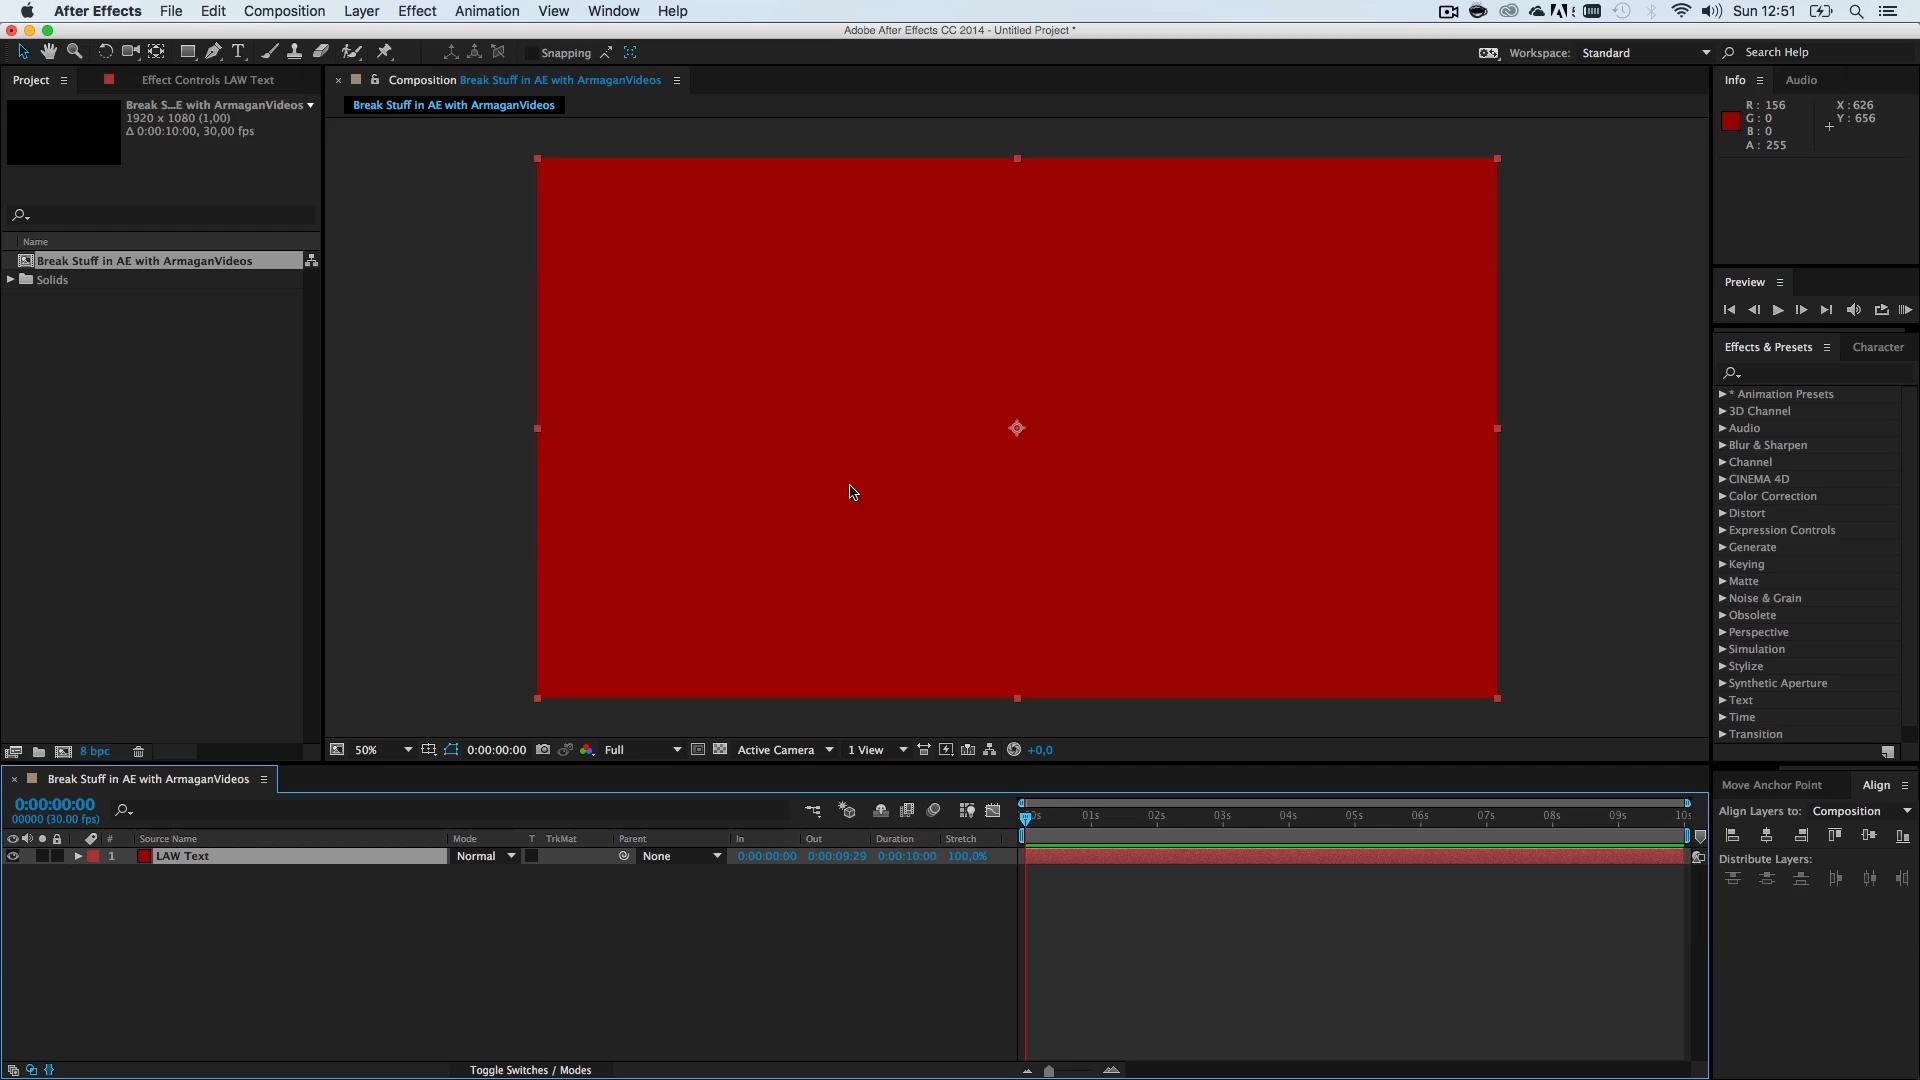 After Effects File Edit Composition Layer Effect Animation View Window Help
Sun 12:51
Adobe After Effects CC 2014 - Untitled Project *
Snapping
Workspace: Standard
Search Help
Project
Effect Controls LAW Text
Break S...E with ArmaganVideos
1920 x 1080 (1,00)
Δ 0:00:10:00, 30,00 fps
Name
Break Stuff in AE with ArmaganVideos
Solids
8 bpc
Composition Break Stuff in AE with ArmaganVideos
Break Stuff in AE with ArmaganVideos
50%
0:00:00:00
Full
Active Camera
1 View
+0,0
Info
Audio
R: 156
G: 0
B: 0
A: 255
X: 626
Y: 656
Preview
Effects & Presets
Character
* Animation Presets
3D Channel
Audio
Blur & Sharpen
Channel
CINEMA 4D
Color Correction
Distort
Expression Controls
Generate
Keying
Matte
Noise & Grain
Obsolete
Perspective
Simulation
Stylize
Synthetic Aperture
Text
Time
Transition
Break Stuff in AE with ArmaganVideos
0:00:00:00
00000 (30.00 fps)
# Source Name Mode T TrkMat Parent In Out Duration Stretch
1 LAW Text Normal None 0:00:00:00 0:00:09:29 0:00:10:00 100,0%
01s 02s 03s 04s 05s 06s 07s 08s 09s
Toggle Switches / Modes
Move Anchor Point
Align
Align Layers to: Composition
Distribute Layers: